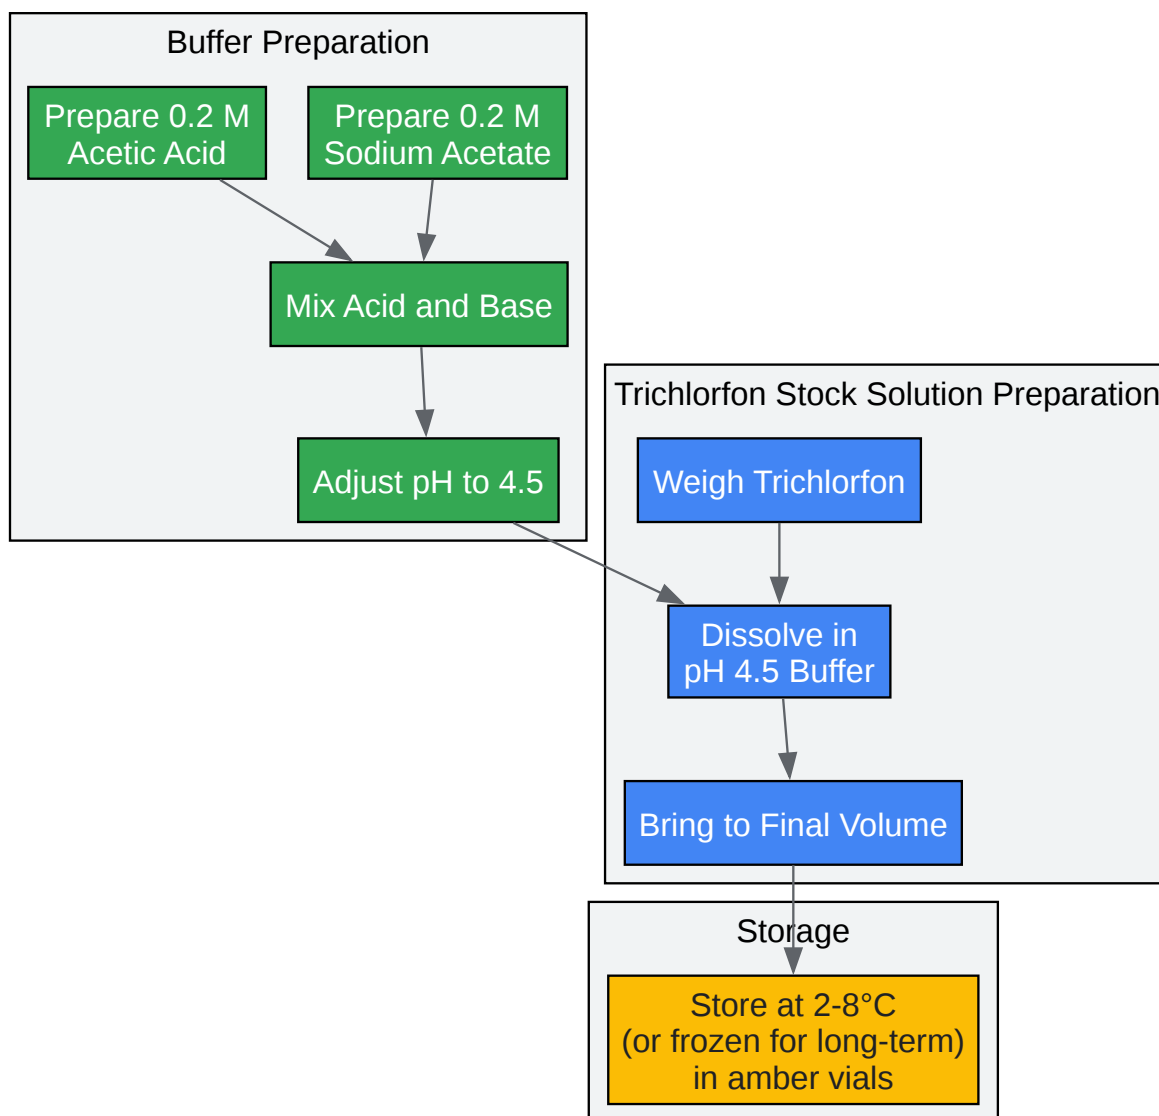 Buffer Preparation
Prepare 0.2 M
Acetic Acid
Prepare 0.2 M
Sodium Acetate
Mix Acid and Base
Adjust pH to 4.5
Trichlorfon Stock Solution Preparation
Weigh Trichlorfon
Dissolve in
pH 4.5 Buffer
Bring to Final Volume
Storage
Store at 2-8°C
(or frozen for long-term)
in amber vials